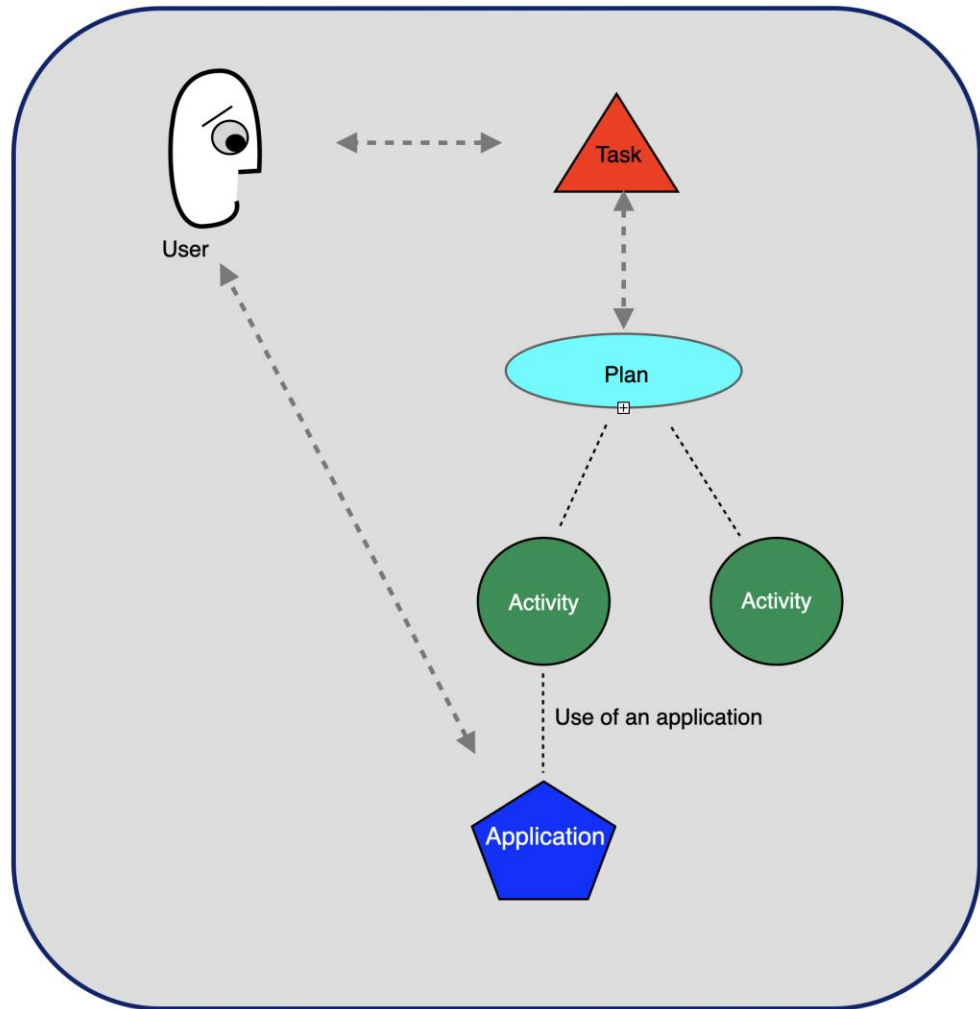 Task
User
Plan
Activity
Activity
Use of an application
Application